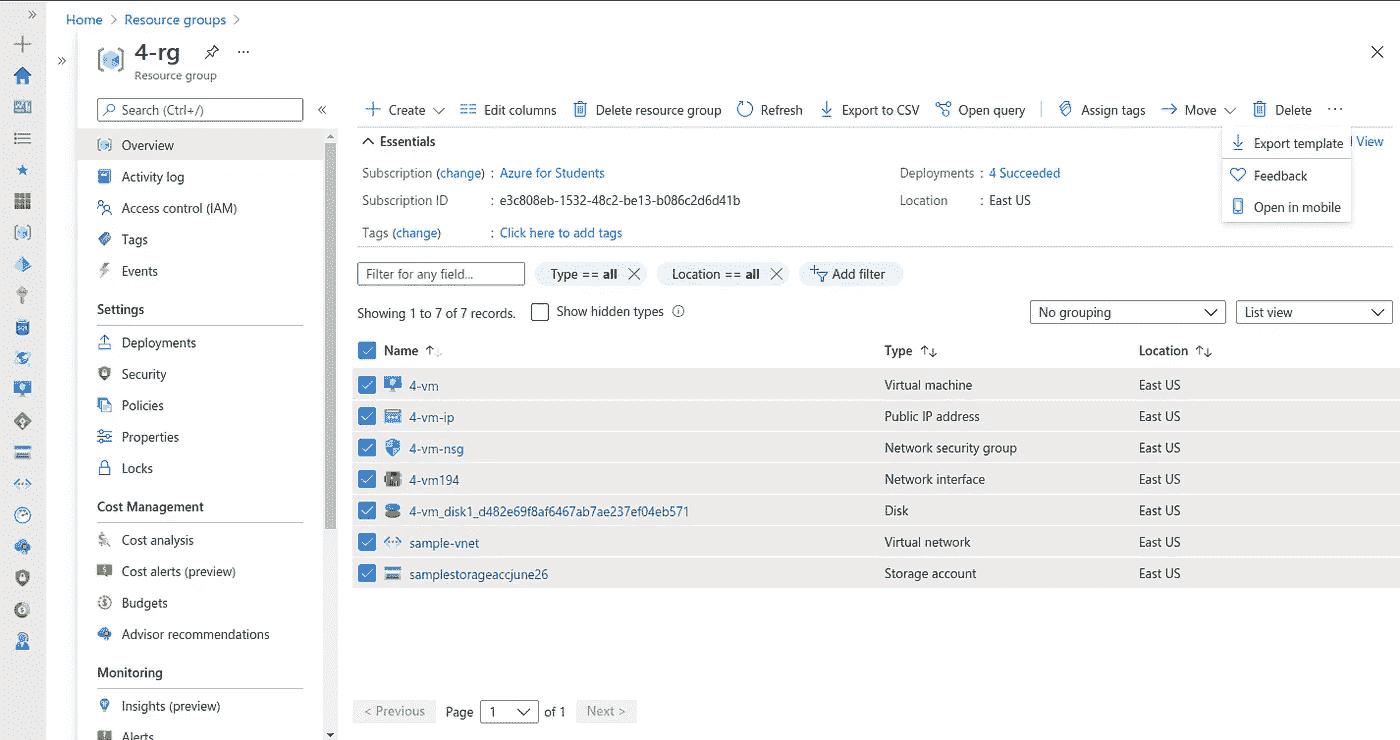 Home > Resource groups >
4-rg
Resource group
Search (Ctrl+/)
Overview
Activity log
Access control (IAM)
Tags
Events
Settings
Deployments
Security
Policies
Properties
Locks
Cost Management
Cost analysis
Cost alerts (preview)
Budgets
Advisor recommendations
Monitoring
Insights (preview)
Alerts
Create Edit columns Delete resource group Refresh Export to CSV Open query Assign tags Move Delete ...
Export template
Feedback
Open in mobile
Essentials
View
Subscription (change) : Azure for Students
Deployments : 4 Succeeded
Subscription ID : e3c808eb-1532-48c2-be13-b086c2d6d41b
Location : East US
Tags (change) : Click here to add tags
Filter for any field... Type == all Location == all Add filter
Showing 1 to 7 of 7 records. Show hidden types No grouping List view
Name Type Location
4-vm Virtual machine East US
4-vm-ip Public IP address East US
4-vm-nsg Network security group East US
4-vm194 Network interface East US
4-vm_disk1_d482e69f8af6467ab7ae237ef04eb571 Disk East US
sample-vnet Virtual network East US
samplestorageaccjune26 Storage account East US
< Previous Page 1 of 1 Next >